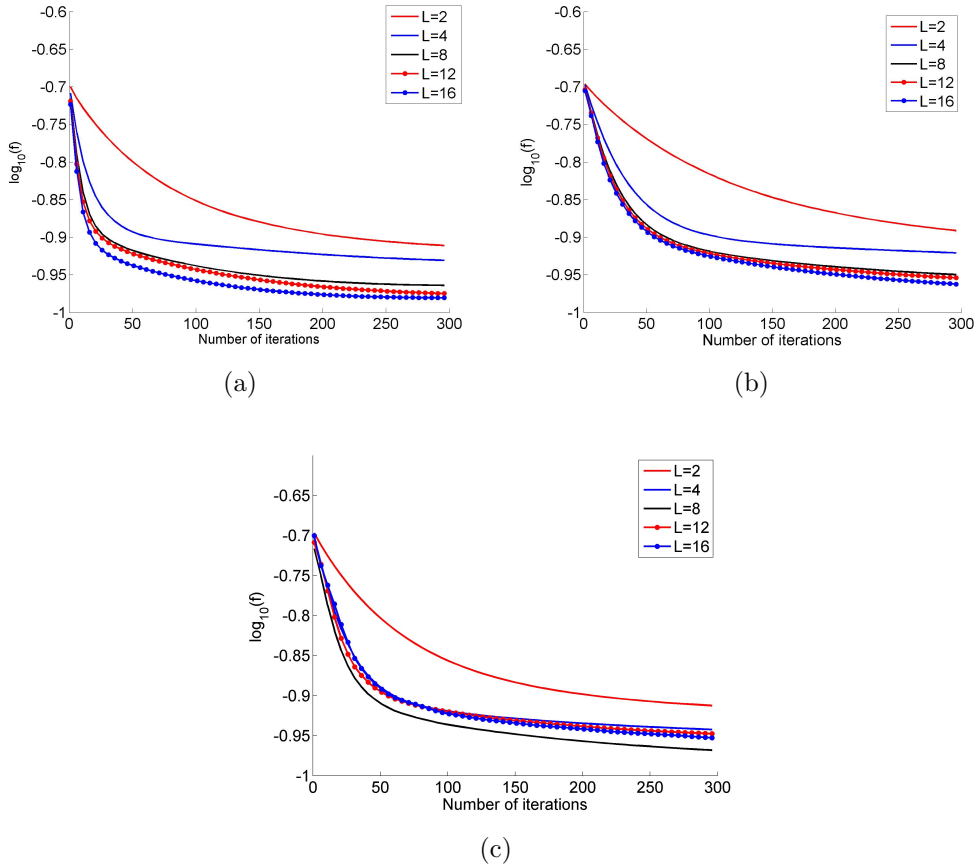 -0.6
-0.65
-0.7
-0.75
-0.8
-0.85
-0.9
-0.95
-1
log10(f)
0 50 100 150 200 250 300
Number of iterations
L=2
L=4
L=8
L=12
L=16
(a)
-0.6
-0.65
-0.7
-0.75
-0.8
-0.85
-0.9
-0.95
-1
log10(f)
0 50 100 150 200 250 300
Number of iterations
L=2
L=4
L=8
L=12
L=16
(b)
-0.65
-0.7
-0.75
-0.8
-0.85
-0.9
-0.95
-1
log10(f)
0 50 100 150 200 250 300
Number of iterations
L=2
L=4
L=8
L=12
L=16
(c)